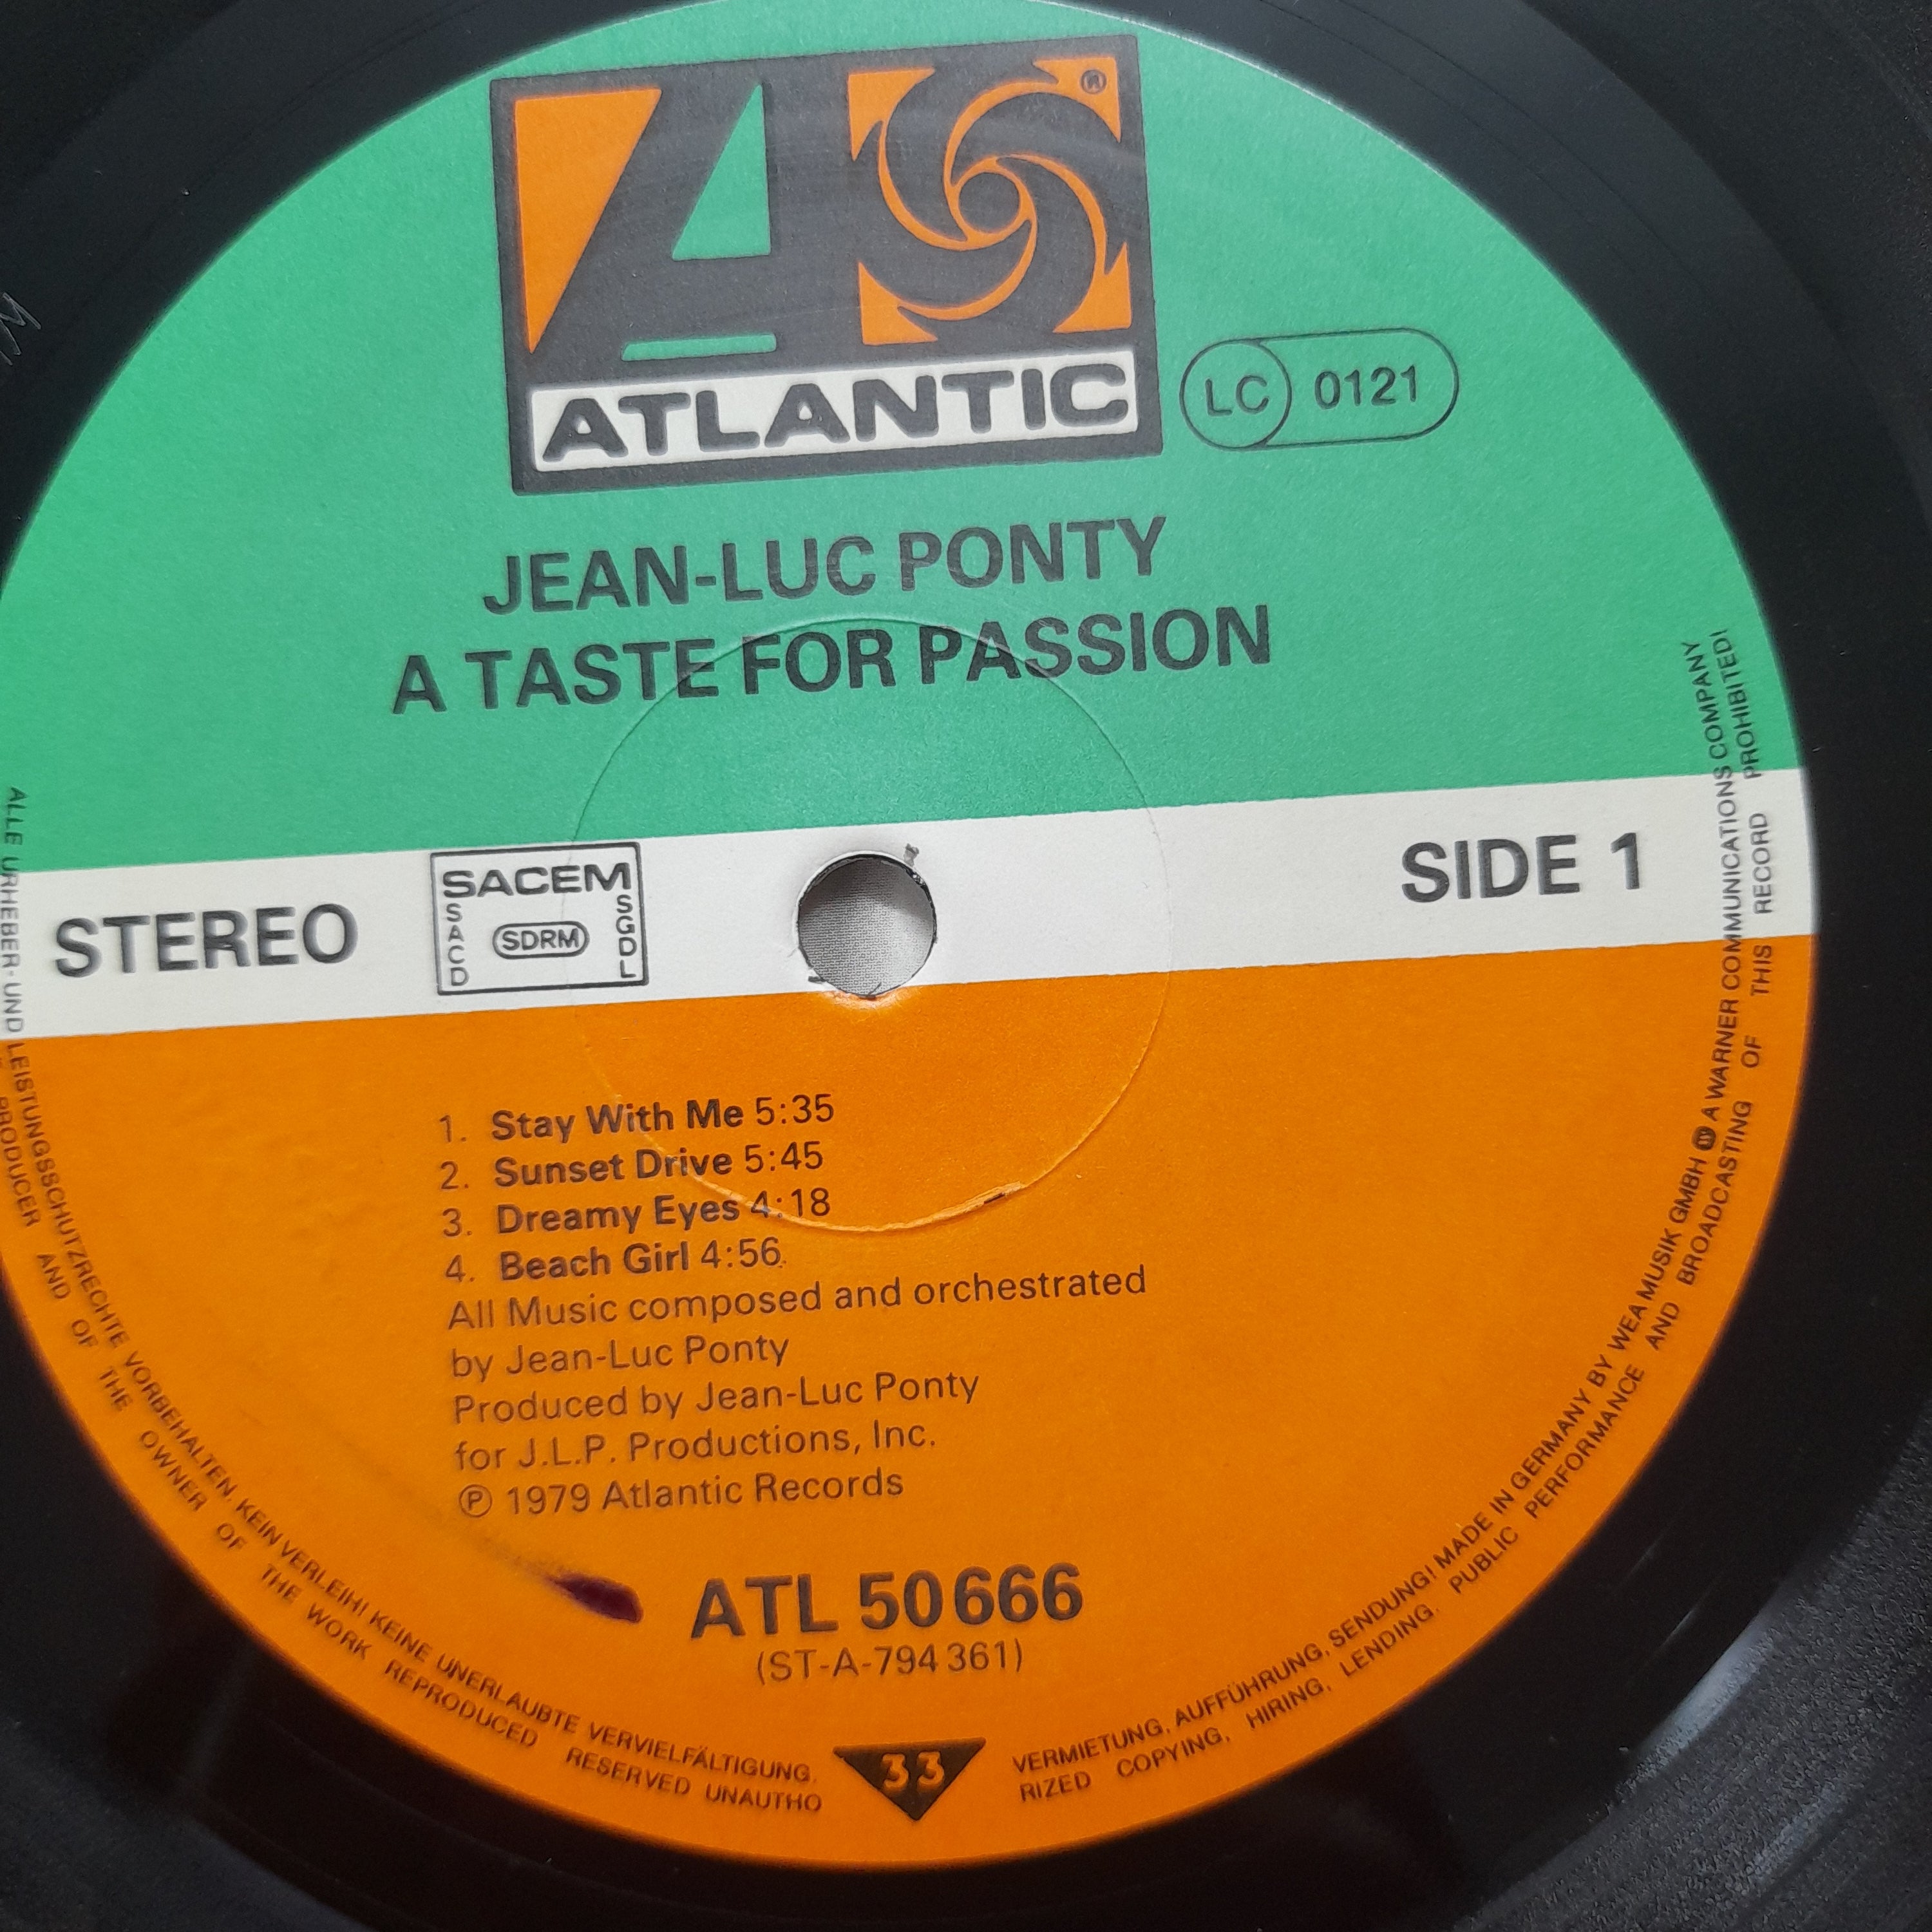 ®
ATLANTIC
LC 0121
JEAN-LUC PONTY
A TASTE FOR PASSION
STEREO
SACEM
SACD
SDRM
SGDL
SIDE 1
1. Stay With Me 5:35
2. Sunset Drive 5:45
3. Dreamy Eyes 4:18
4. Beach Girl 4:56
All Music composed and orchestrated
by Jean-Luc Ponty
Produced by Jean-Luc Ponty
for J.L.P. Productions, Inc.
℗ 1979 Atlantic Records
ATL 50 666
(ST-A-794 361)
33
ALLE URHEBER- UND LEISTUNGSSCHUTZRECHTE VORBEHALTEN. KEIN VERLEIH! KEINE UNERLAUBTE VERVIELFÄLTIGUNG,
VERMIETUNG, AUFFÜHRUNG, SENDUNG! MADE IN GERMANY BY WEA MUSIK GMBH A WARNER COMMUNICATIONS COMPANY
PRODUCER AND OF THE OWNER OF THE WORK REPRODUCED RESERVED UNAUTHO
RIZED COPYING, HIRING, LENDING, PUBLIC PERFORMANCE AND BROADCASTING OF THIS RECORD PROHIBITED!